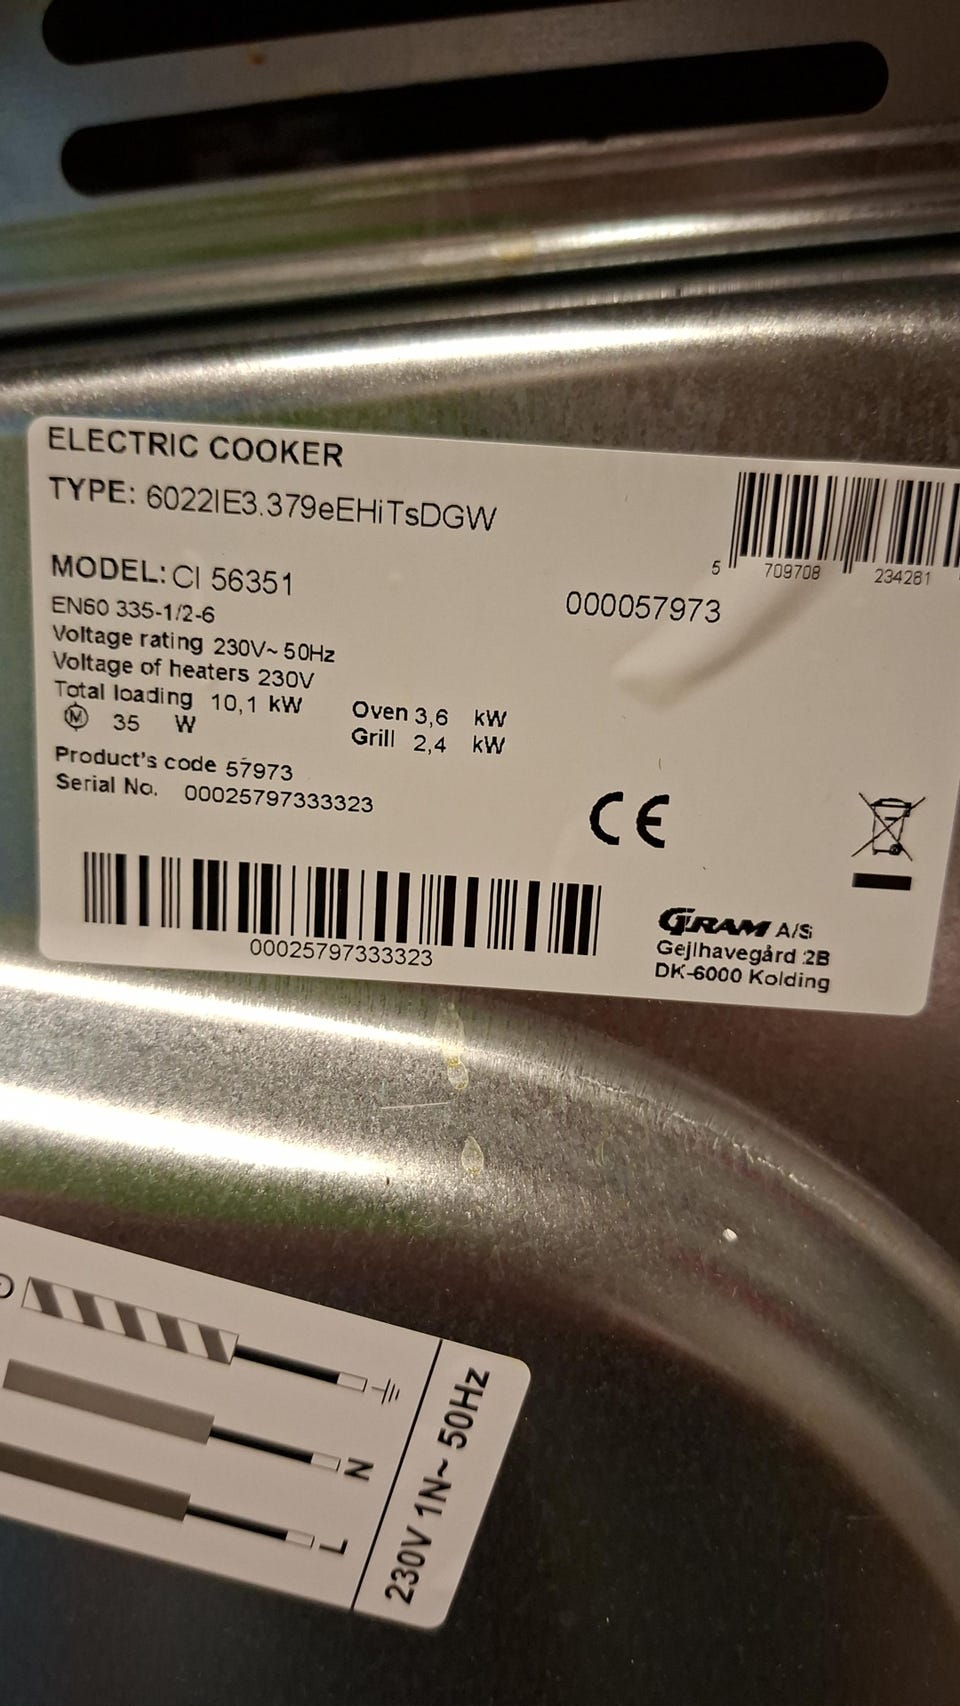 ELECTRIC COOKER
TYPE: 6022IE3.379eEHiTsDGW
5 709708 234281
MODEL: CI 56351
000057973
EN60 335-1/2-6
Voltage rating 230V~ 50Hz
Voltage of heaters 230V
Total loading 10,1 kW Oven 3,6 kW
M 35 W Grill 2,4 kW
Product's code 57973
Serial No. 00025797333323
CE
00025797333323
GRAM A/S
Gejlhavegård 2B
DK-6000 Kolding
N
L
230V 1N~ 50Hz